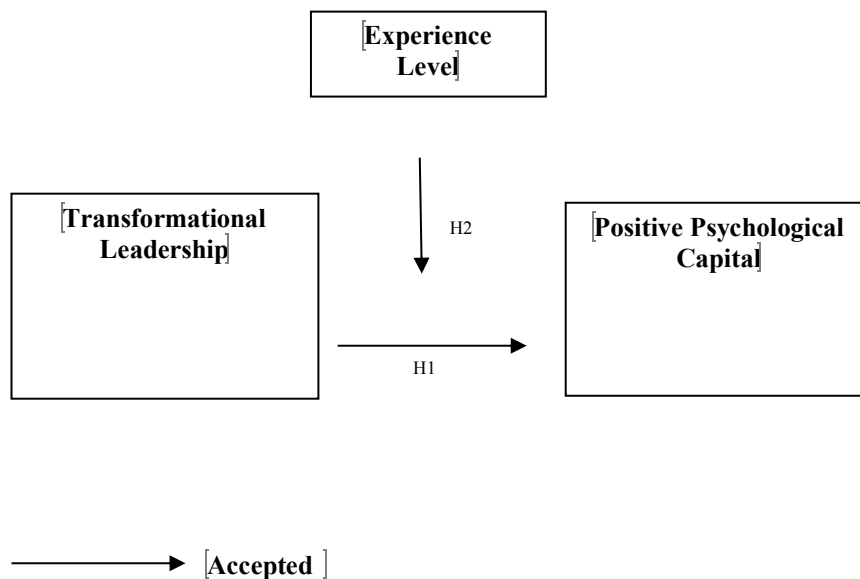 [Experience
Level]
[Transformational
Leadership]
[Positive Psychological
Capital]
H2
H1
[Accepted ]